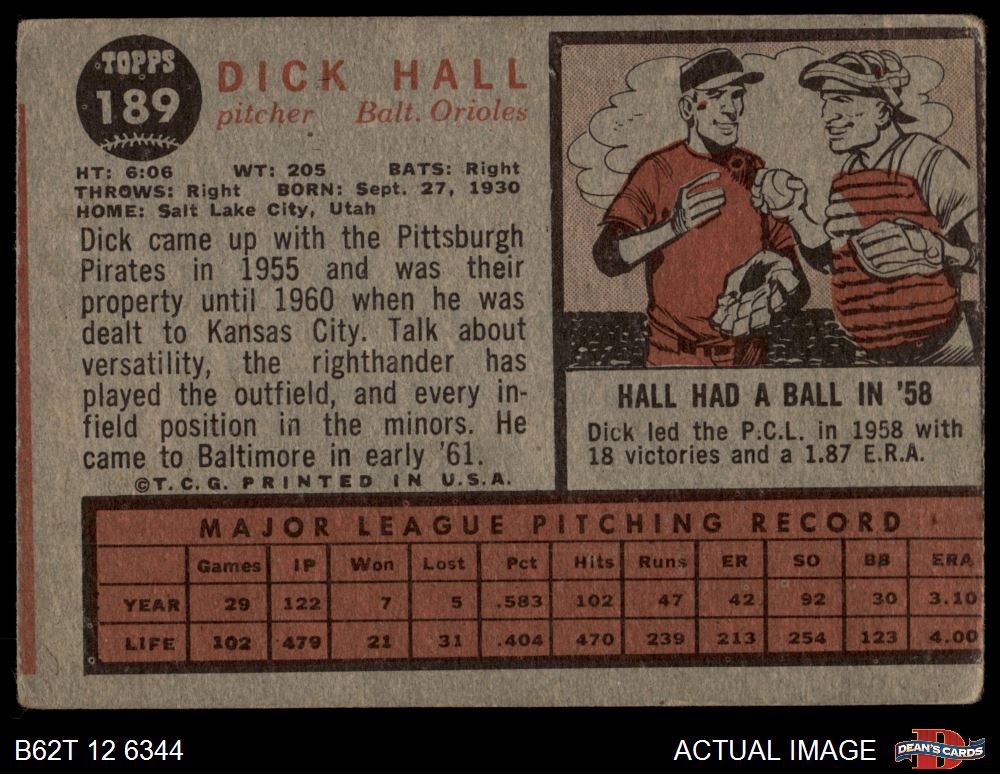 TOPPS
189
DICK HALL
pitcher Balt. Orioles
HT: 6:06 WT: 205 BATS: Right
THROWS: Right BORN: Sept. 27, 1930
HOME: Salt Lake City, Utah
Dick came up with the Pittsburgh
Pirates in 1955 and was their
property until 1960 when he was
dealt to Kansas City. Talk about
versatility, the righthander has
played the outfield, and every in-
field position in the minors. He
came to Baltimore in early '61.
©T.C.G. PRINTED IN U.S.A.
HALL HAD A BALL IN '58
Dick led the P.C.L. in 1958 with
18 victories and a 1.87 E.R.A.
MAJOR LEAGUE PITCHING RECORD
Games IP Won Lost Pct Hits Runs ER SO BB ERA
YEAR 29 122 7 5 .583 102 47 42 92 30 3.10
LIFE 102 479 21 31 .404 470 239 213 254 123 4.00
B62T 12 6344
ACTUAL IMAGE
D
DEAN'S CARDS